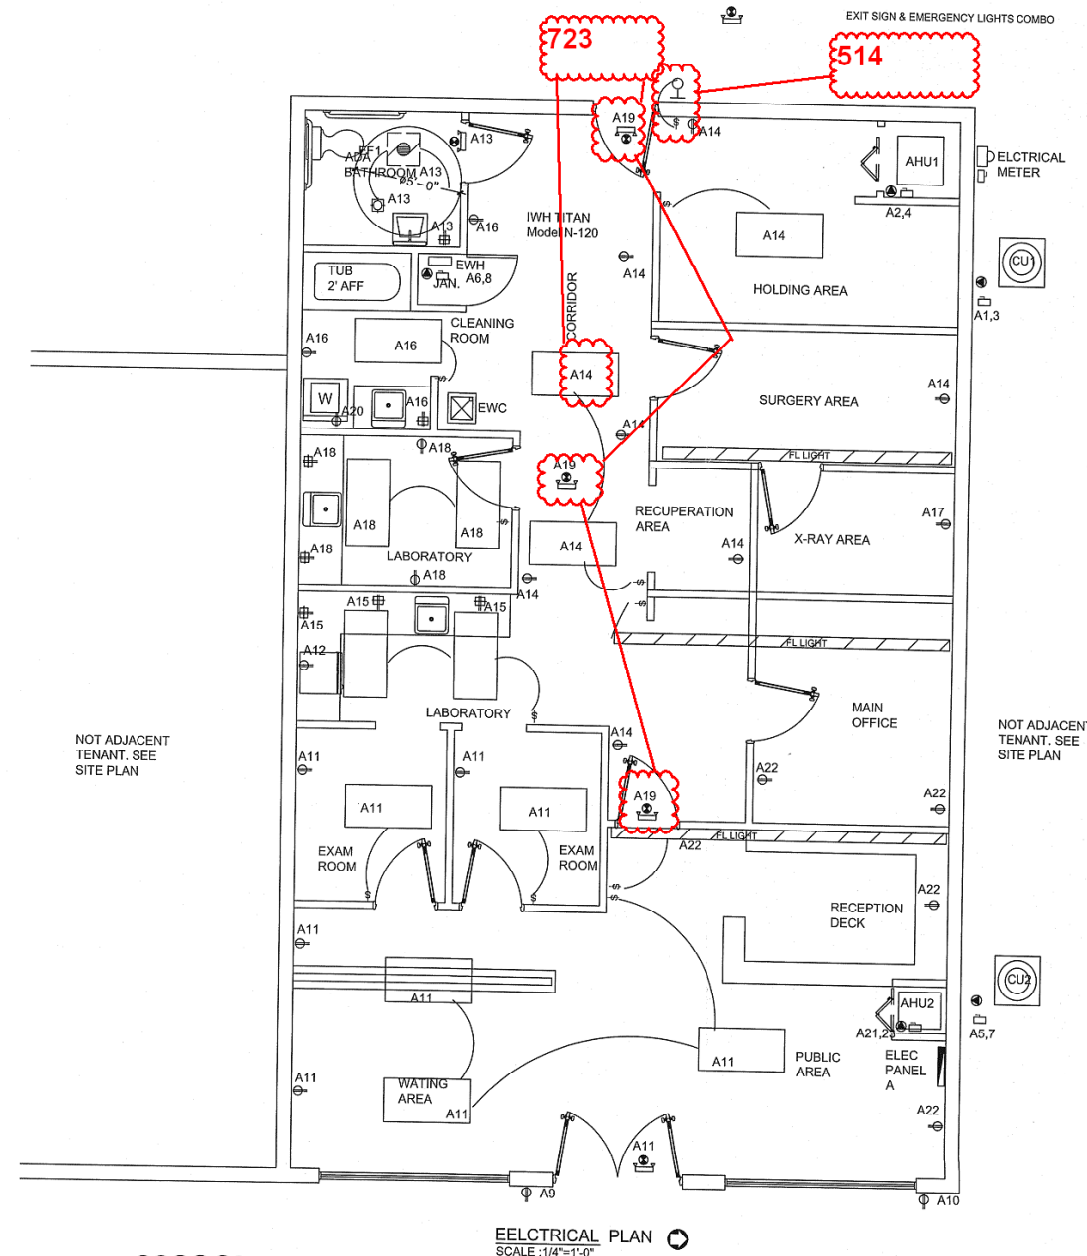 EXIT SIGN & EMERGENCY LIGHTS COMBO
723
514
A19
A14
A13
EF1
ADA
BATHROOM
A13
Ø5'- 0"
A13
A13
A16
IWH TITAN
Model N-120
AHU1
ELCTRICAL
METER
A2,4
A14
A14
HOLDING AREA
CU1
A1,3
TUB
2' AFF
EWH
A6,8
JAN.
CORRIDOR
CLEANING
ROOM
A16
A16
W
A20
A16
EWC
A14
A14
SURGERY AREA
A14
A18
A18
A19
FL LIGHT
RECUPERATION
AREA
A17
X-RAY AREA
A18
A18
A14
A14
LABORATORY
A18
A18
A14
A15
A15
A15
A12
FL LIGHT
LABORATORY
MAIN
OFFICE
NOT ADJACENT
TENANT. SEE
SITE PLAN
NOT ADJACENT
TENANT. SEE
SITE PLAN
A14
A11
A11
A22
A19
A22
A11
A11
FL LIGHT
A22
EXAM
ROOM
EXAM
ROOM
A22
RECEPTION
DECK
A11
A11
AHU2
CU2
A21,23
A5,7
A11
PUBLIC
AREA
ELEC
PANEL
A
A11
WATING
AREA
A11
A22
A11
A9
A10
EELCTRICAL PLAN
SCALE :1/4"=1'-0"